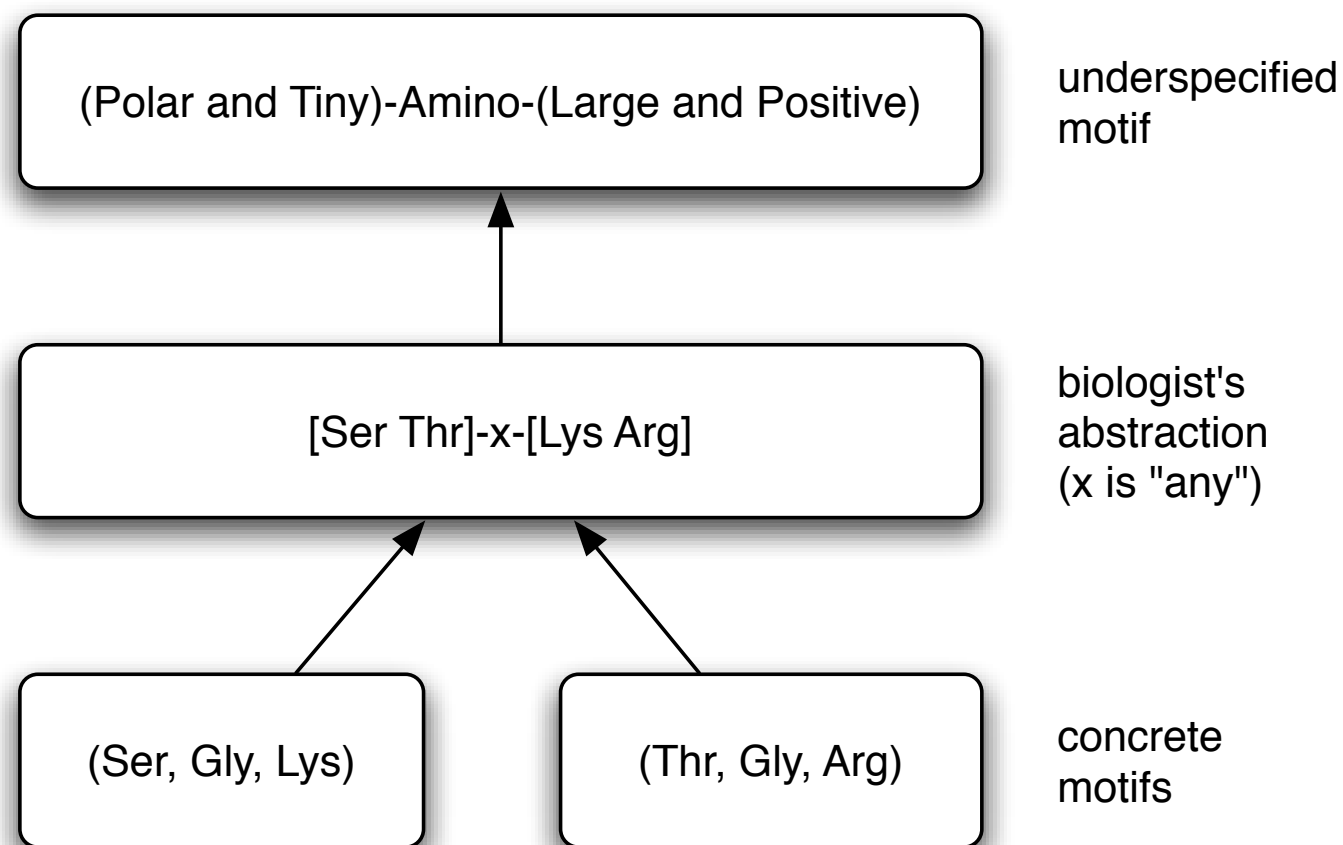 (Polar and Tiny)-Amino-(Large and Positive)
underspecified
motif
[Ser Thr]-x-[Lys Arg]
biologist's
abstraction
(x is "any")
(Ser, Gly, Lys)
(Thr, Gly, Arg)
concrete
motifs